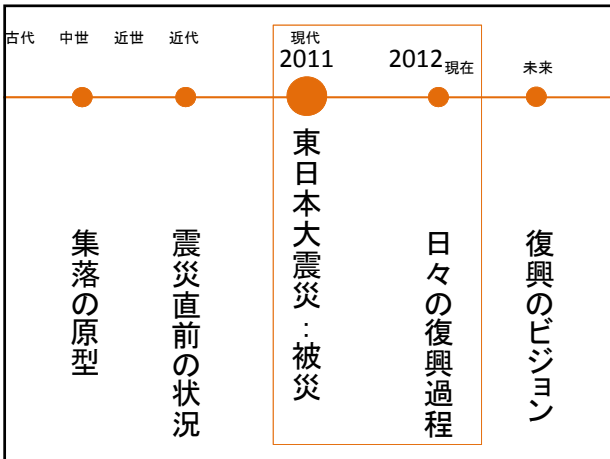 古代
中世
近世
近代
現代
2011
2012現在
未来
集落の原型
震災直前の状況
東日本大震災：被災
日々の復興過程
復興のビジョン